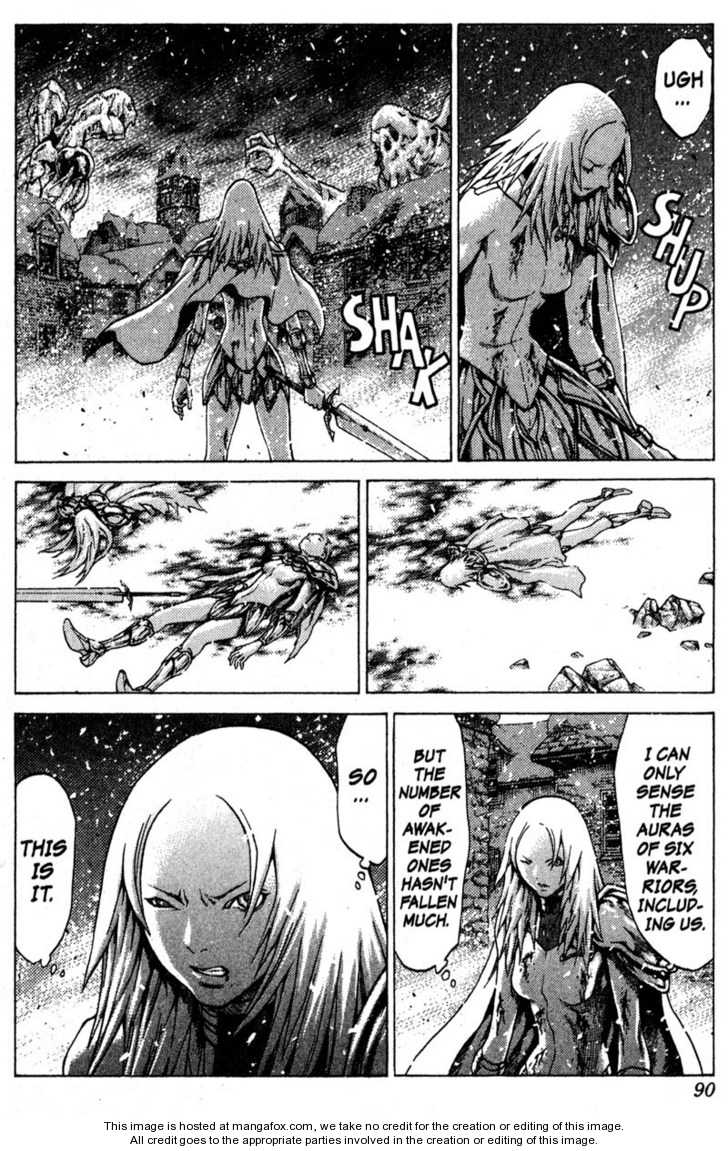 UGH
...
SHUP
SHAK
I CAN
ONLY
SENSE
THE
AURAS
OF SIX
WAR-
RIORS,
INCLUD-
ING US.
BUT
THE
NUMBER
OF
AWAK-
ENED
ONES
HASN'T
FALLEN
MUCH.
SO
...
THIS
IS
IT.
90
This image is hosted at mangafox.com, we take no credit for the creation or editing of this image.
All credit goes to the appropriate parties involved in the creation or editing of this image.